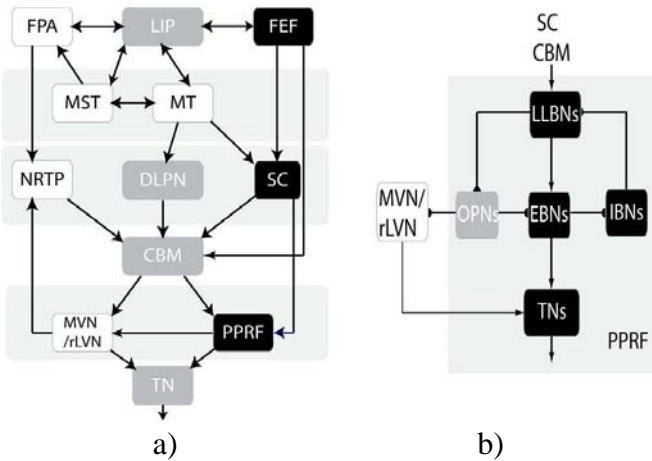 FPA
LIP
FEF
MST
MT
NRTP
DLPN
SC
CBM
MVN
/rLVN
PPRF
TN
a)
SC
CBM
LLBNs
MVN/
rLVN
OPNs
EBNs
IBNs
TNs
PPRF
b)